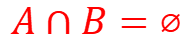 A ∩ B = ∅